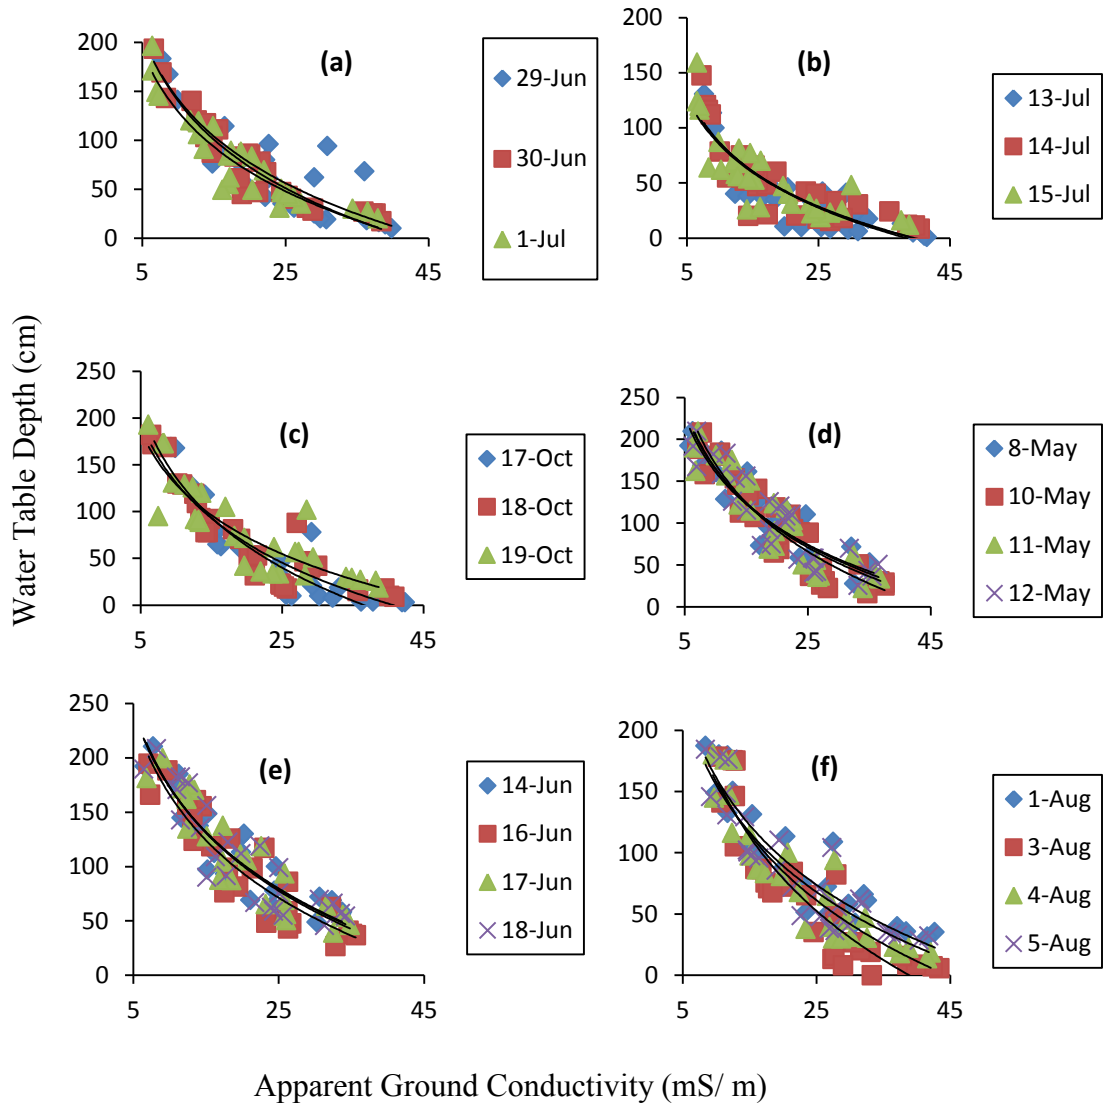 200
150
100
50
0
5
25
45
(a)
29-Jun
30-Jun
1-Jul
200
150
100
50
0
5
25
45
(b)
13-Jul
14-Jul
15-Jul
Water Table Depth (cm)
250
200
150
100
50
0
5
25
45
(c)
17-Oct
18-Oct
19-Oct
250
200
150
100
50
0
5
25
45
(d)
8-May
10-May
11-May
12-May
250
200
150
100
50
0
5
25
45
(e)
14-Jun
16-Jun
17-Jun
18-Jun
200
150
100
50
0
5
25
45
(f)
1-Aug
3-Aug
4-Aug
5-Aug
Apparent Ground Conductivity (mS/ m)